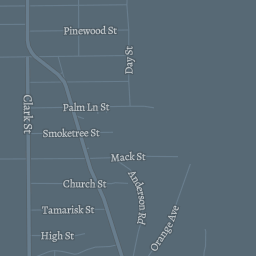 Pinewood St
Day St
Clark St
Palm Ln St
Smoketree St
Mack St
Church St
Anderson Rd
Tamarisk St
Orange Ave
High St